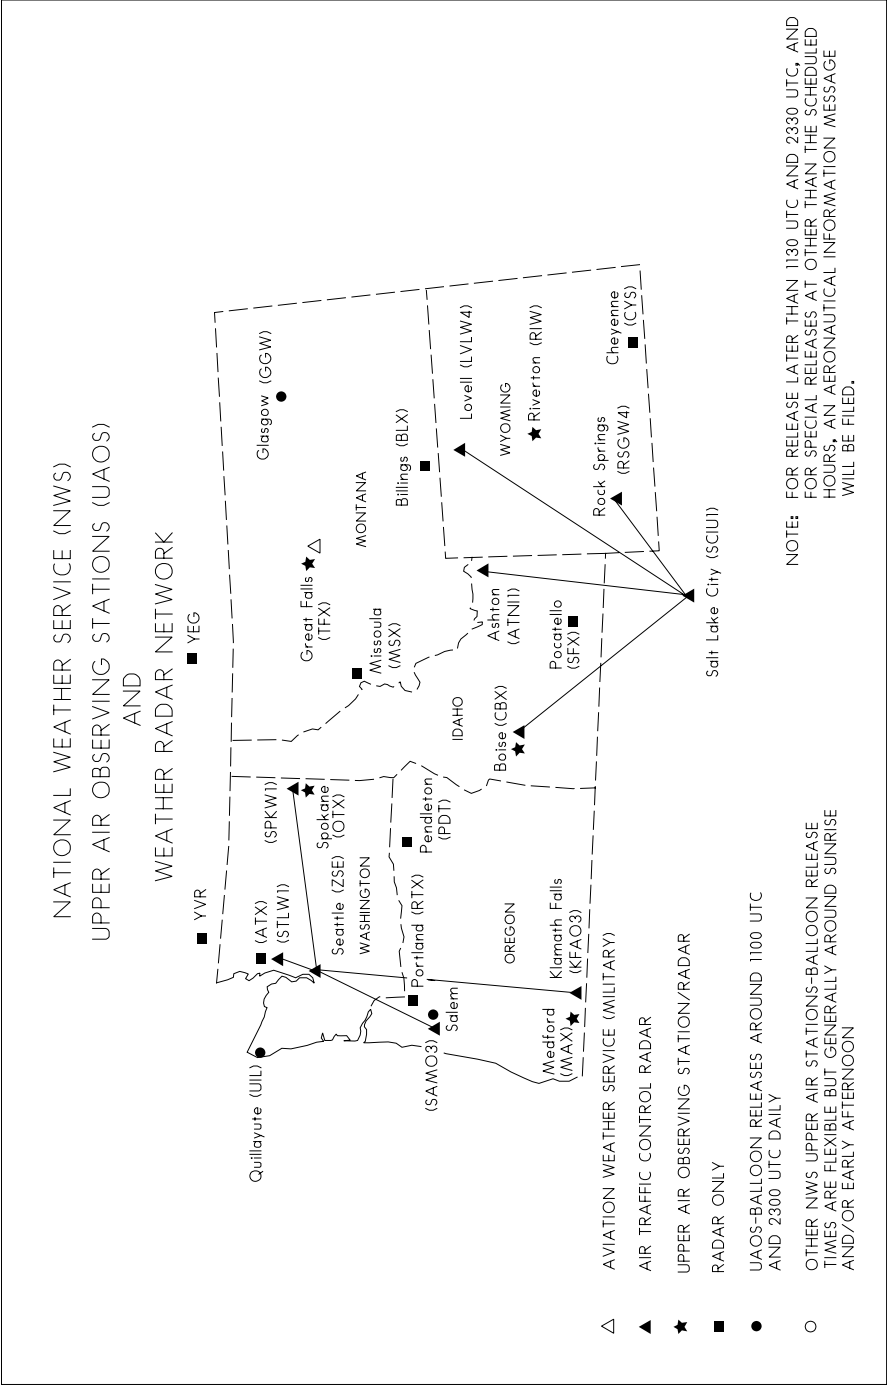 NATIONAL WEATHER SERVICE (NWS)
UPPER AIR OBSERVING STATIONS (UAOS)
AND
WEATHER RADAR NETWORK
YVR
YEG
Quillayute (UIL)
(ATX)
(STLW1)
(SPKW1)
Spokane
(OTX)
Seattle (ZSE)
WASHINGTON
Great Falls
(TFX)
Glasgow (GGW)
MONTANA
Missoula
(MSX)
Billings (BLX)
Portland (RTX)
Pendleton
(PDT)
(SAMO3)
Salem
IDAHO
Lovell (LVLW4)
WYOMING
Riverton (RIW)
Ashton
(ATNI1)
Boise (CBX)
OREGON
Medford
(MAX)
Klamath Falls
(KFAO3)
Pocatello
(SFX)
Rock Springs
(RSGW4)
Cheyenne
(CYS)
Salt Lake City (SCIU1)
AVIATION WEATHER SERVICE (MILITARY)
AIR TRAFFIC CONTROL RADAR
UPPER AIR OBSERVING STATION/RADAR
RADAR ONLY
UAOS-BALLOON RELEASES AROUND 1100 UTC
AND 2300 UTC DAILY
OTHER NWS UPPER AIR STATIONS-BALLOON RELEASE
TIMES ARE FLEXIBLE BUT GENERALLY AROUND SUNRISE
AND/OR EARLY AFTERNOON
NOTE: FOR RELEASE LATER THAN 1130 UTC AND 2330 UTC, AND
FOR SPECIAL RELEASES AT OTHER THAN THE SCHEDULED
HOURS, AN AERONAUTICAL INFORMATION MESSAGE
WILL BE FILED.